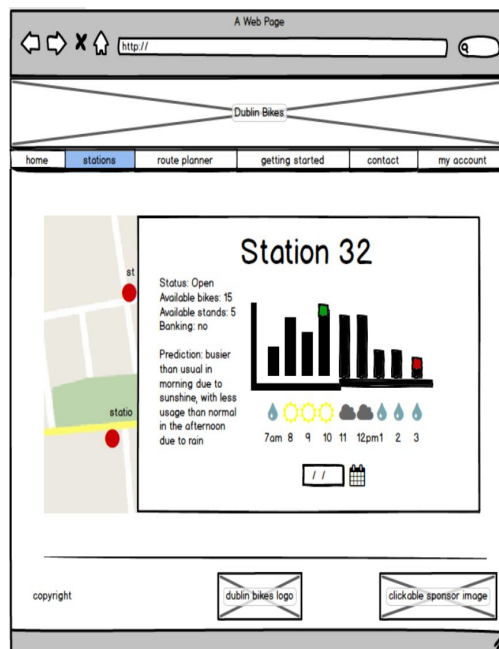 A Web Page
http://
Dublin Bikes
home stations route planner getting started contact my account
Station 32
st
Status: Open
Available bikes: 15
Available stands: 5
Banking: no
Prediction: busier
than usual in
morning due to
sunshine, with less
usage than normal
in the afternoon
due to rain
statio
7am 8 9 10 11 12pm1 2 3
/ /
copyright
dublin bikes logo
clickable sponsor image